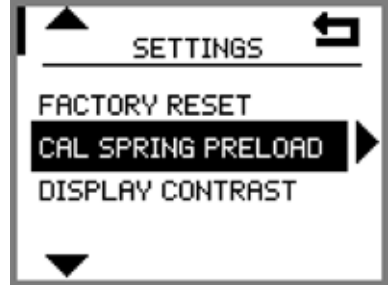 SETTINGS
FACTORY RESET
CAL SPRING PRELOAD
DISPLAY CONTRAST